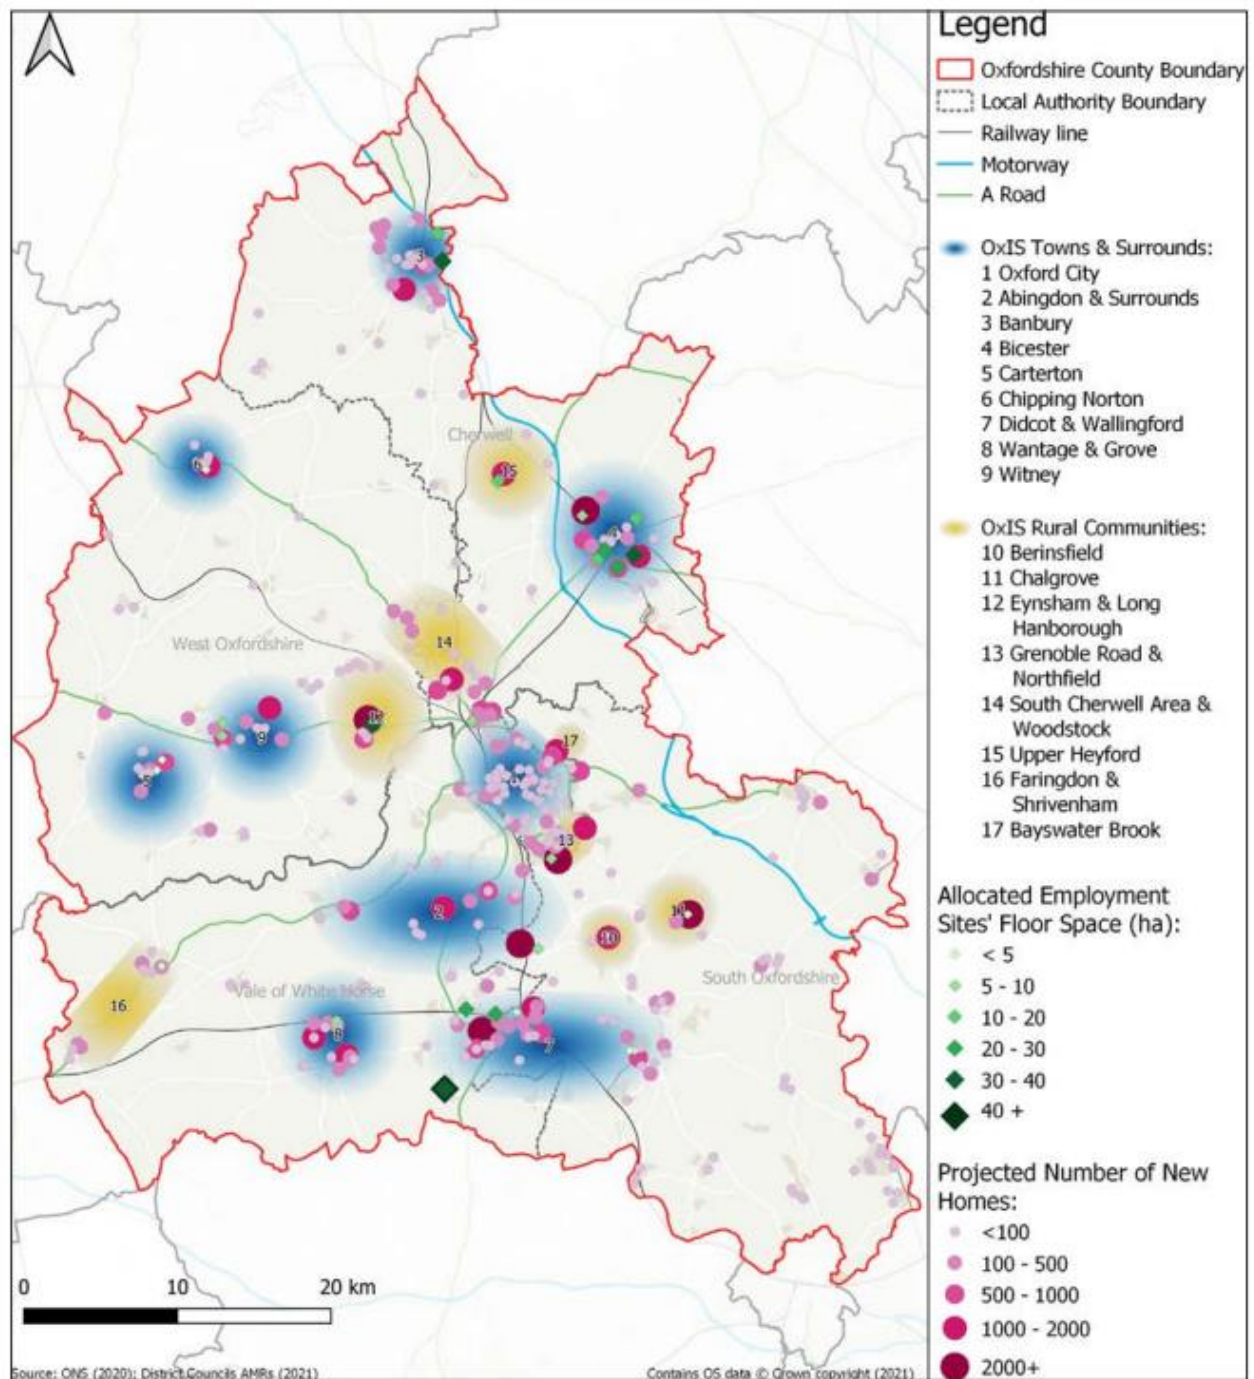 Legend
Oxfordshire County Boundary
Local Authority Boundary
Railway line
Motorway
A Road
OxIS Towns & Surrounds:
1 Oxford City
2 Abingdon & Surrounds
3 Banbury
4 Bicester
5 Carterton
6 Chipping Norton
7 Didcot & Wallingford
8 Wantage & Grove
9 Witney
OxIS Rural Communities:
10 Berinsfield
11 Chalgrove
12 Eynsham & Long
Hanborough
13 Grenoble Road &
Northfield
14 South Cherwell Area &
Woodstock
15 Upper Heyford
16 Faringdon &
Shrivenham
17 Bayswater Brook
Allocated Employment
Sites' Floor Space (ha):
< 5
5 - 10
10 - 20
20 - 30
30 - 40
40 +
Projected Number of New
Homes:
<100
100 - 500
500 - 1000
1000 - 2000
2000+
3
Cherwell
6
15
4
14
West Oxfordshire
12
9
17
5
13
2
11
10
South Oxfordshire
Vale of White Horse
16
8
7
0 10 20 km
Source: ONS (2020); District Councils AMRs (2021)
Contains OS data © Crown copyright (2021)